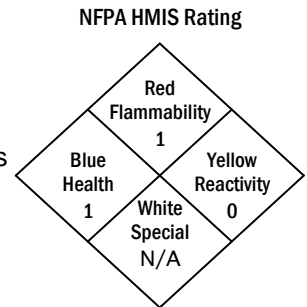 NFPA HMIS Rating
Red
Flammability
1
s
Blue
Health
1
Yellow
Reactivity
0
White
Special
N/A